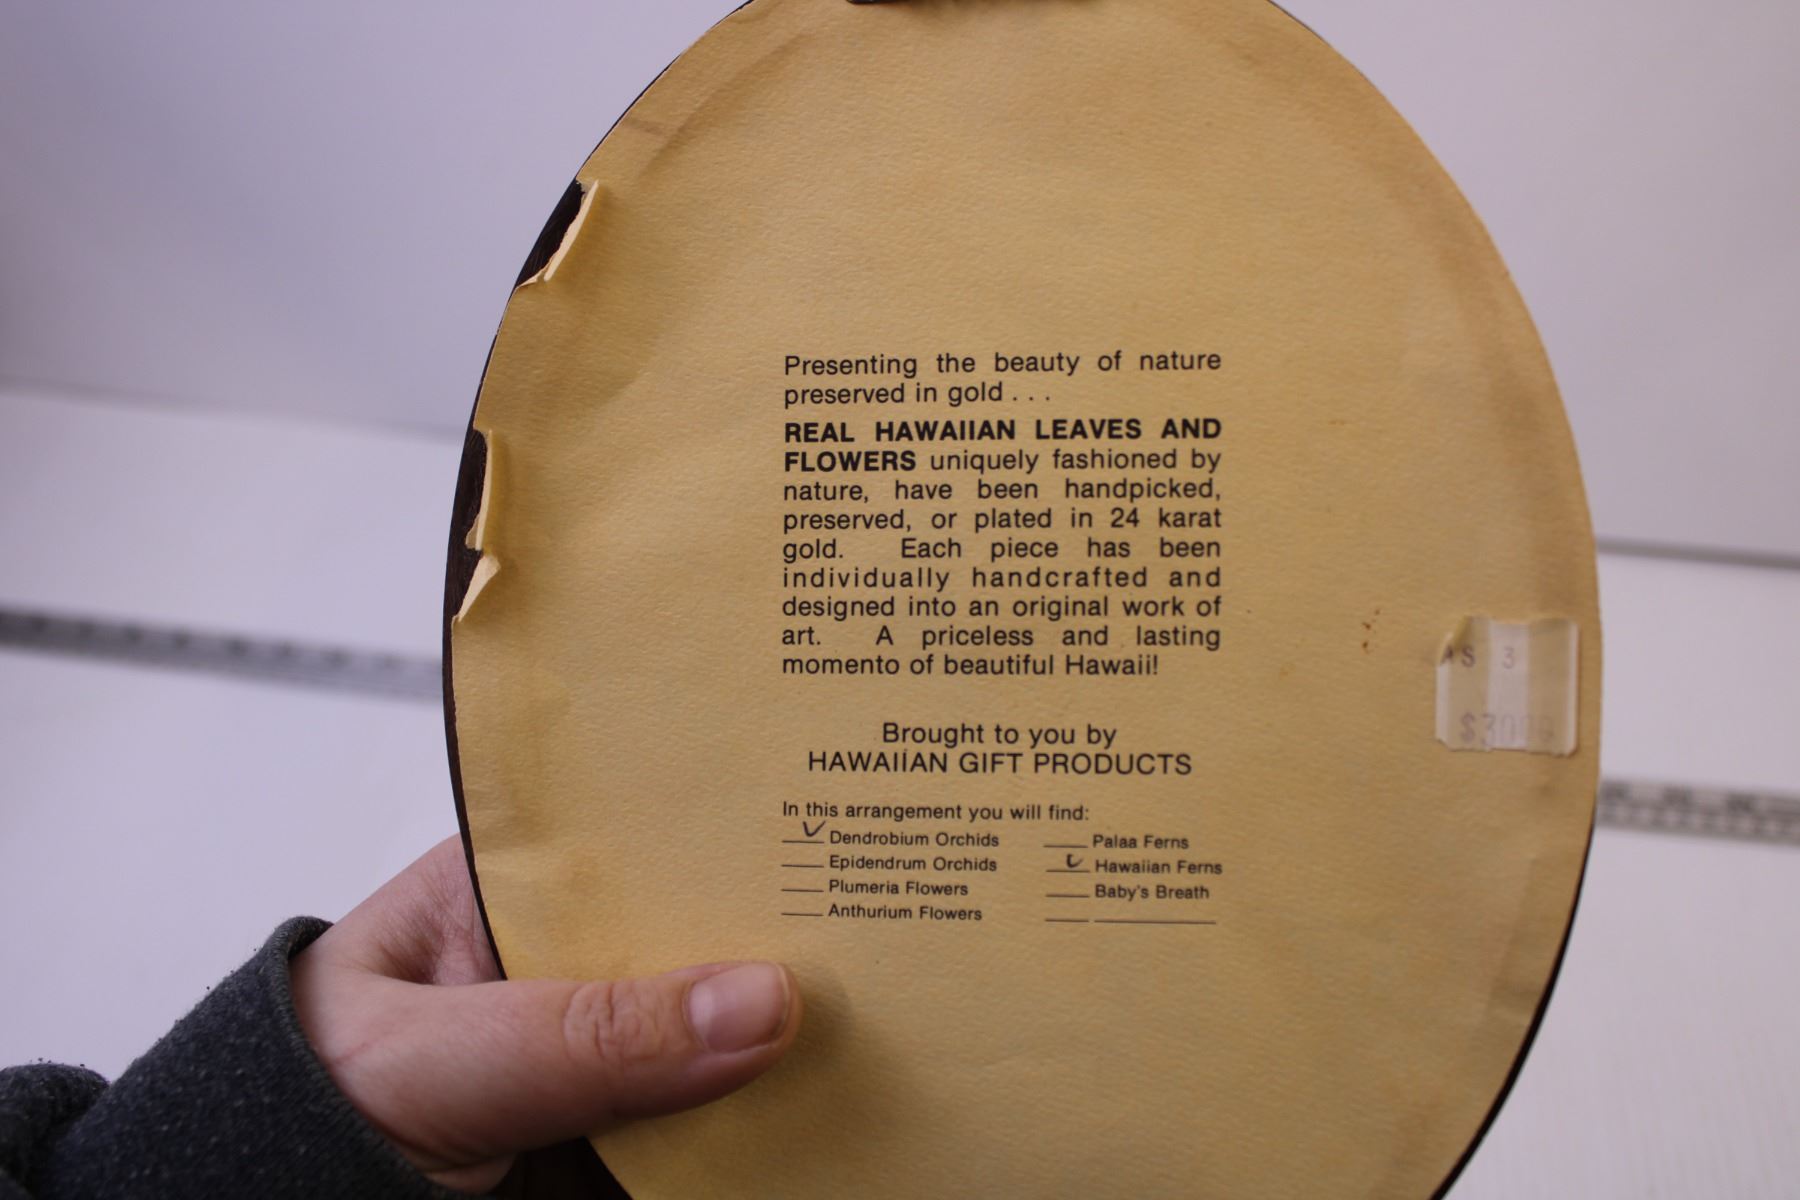 Presenting the beauty of nature
preserved in gold . . .
REAL HAWAIIAN LEAVES AND
FLOWERS uniquely fashioned by
nature, have been handpicked,
preserved, or plated in 24 karat
gold. Each piece has been
individually handcrafted and
designed into an original work of
art. A priceless and lasting
momento of beautiful Hawaii!
Brought to you by
HAWAIIAN GIFT PRODUCTS
In this arrangement you will find:
✓ Dendrobium Orchids
Epidendrum Orchids
Plumeria Flowers
Anthurium Flowers
Palaa Ferns
✓ Hawaiian Ferns
Baby's Breath
AS 3